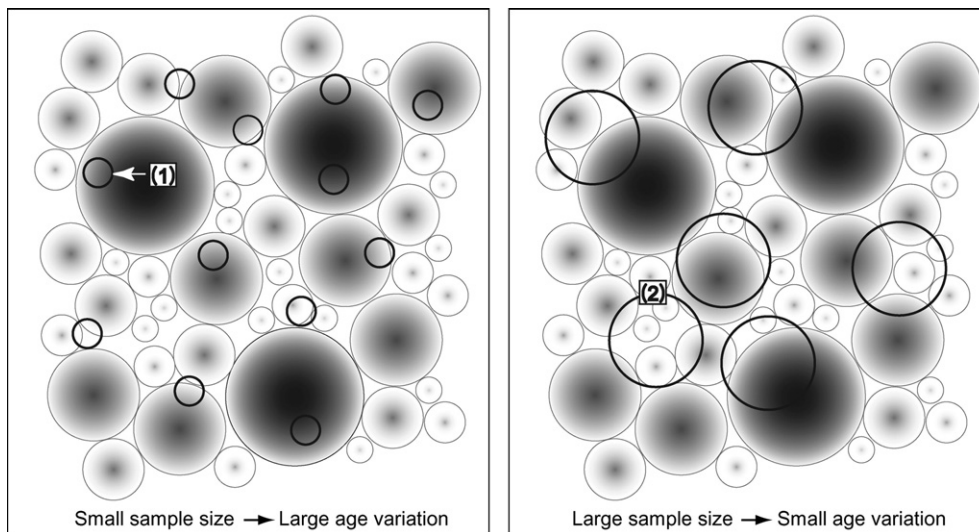 (1)
(2)
Small sample size → Large age variation
Large sample size → Small age variation